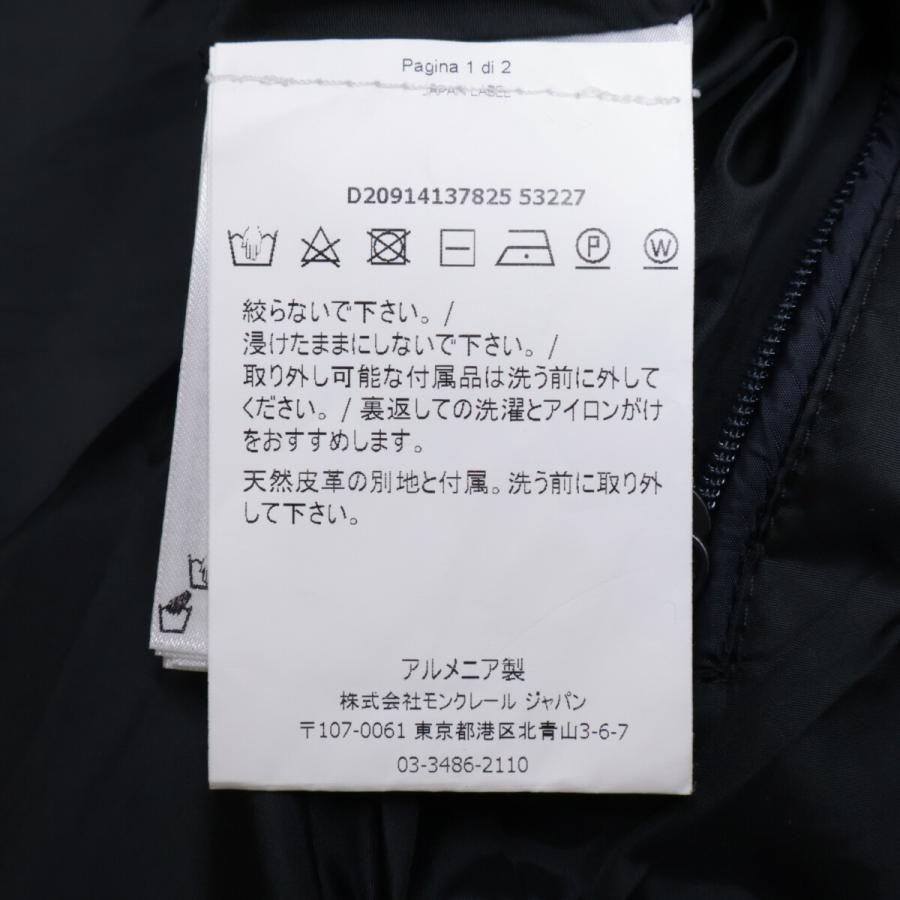 Pagina 1 di 2
JAPAN LABEL
D20914137825 53227
P W
絞らないで下さい。/
浸けたままにしないで下さい。/
取り外し可能な付属品は洗う前に外して
ください。/ 裏返しての洗濯とアイロンがけ
をおすすめします。
天然皮革の別地と付属。洗う前に取り外
して下さい。
アルメニア製
株式会社モンクレール ジャパン
〒107-0061 東京都港区北青山3-6-7
03-3486-2110